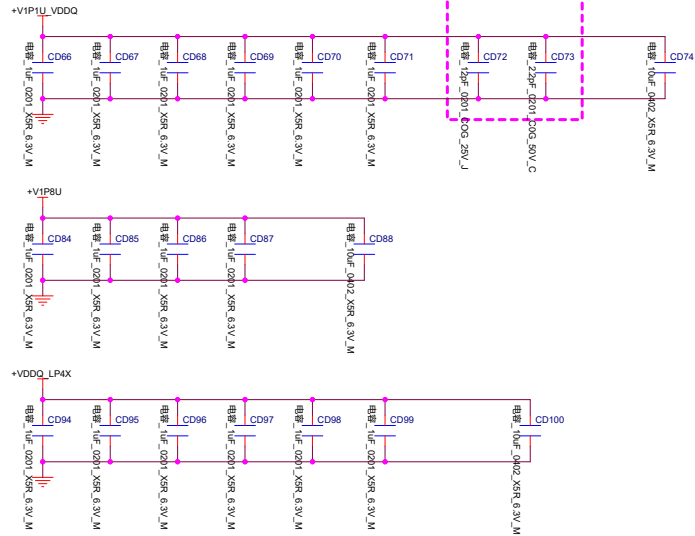 +V1P1U_VDDQ
CD66
CD67
CD68
CD69
CD70
CD71
CD72
CD73
CD74
电容_1uF_0201_X5R_6.3V_M
电容_1uF_0201_X5R_6.3V_M
电容_1uF_0201_X5R_6.3V_M
电容_1uF_0201_X5R_6.3V_M
电容_1uF_0201_X5R_6.3V_M
电容_1uF_0201_X5R_6.3V_M
电容_12pF_0201_COG_25V_J
电容_2.2pF_0201_C0G_50V_C
电容_10uF_0402_X5R_6.3V_M
+V1P8U
CD84
CD85
CD86
CD87
CD88
电容_1uF_0201_X5R_6.3V_M
电容_1uF_0201_X5R_6.3V_M
电容_1uF_0201_X5R_6.3V_M
电容_1uF_0201_X5R_6.3V_M
电容_10uF_0402_X5R_6.3V_M
+VDDQ_LP4X
CD94
CD95
CD96
CD97
CD98
CD99
CD100
电容_1uF_0201_X5R_6.3V_M
电容_1uF_0201_X5R_6.3V_M
电容_1uF_0201_X5R_6.3V_M
电容_1uF_0201_X5R_6.3V_M
电容_1uF_0201_X5R_6.3V_M
电容_1uF_0201_X5R_6.3V_M
电容_10uF_0402_X5R_6.3V_M